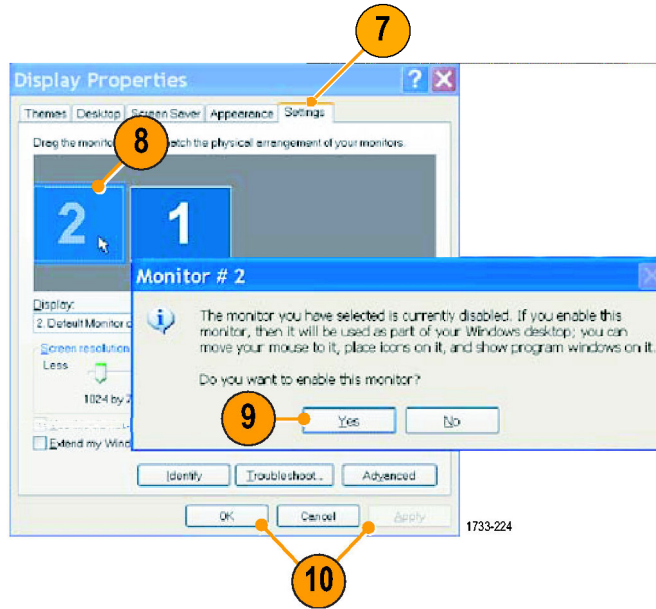 7
Display Properties
Themes Desktop Screen Saver Appearance Settings
8
Drag the monitor match the physical arrangement of your monitors.
2 1
Monitor # 2
The monitor you have selected is currently disabled. If you enable this
monitor, then it will be used as part of your Windows desktop; you can
move your mouse to it, place icons on it, and show program windows on it.
Do you want to enable this monitor?
9
Yes No
Display:
2. Default Monitor
Screen resolution
Less
1024 by
Extend my Wind
Identify Troubleshoot... Advanced
OK Cancel Apply
1733-224
10